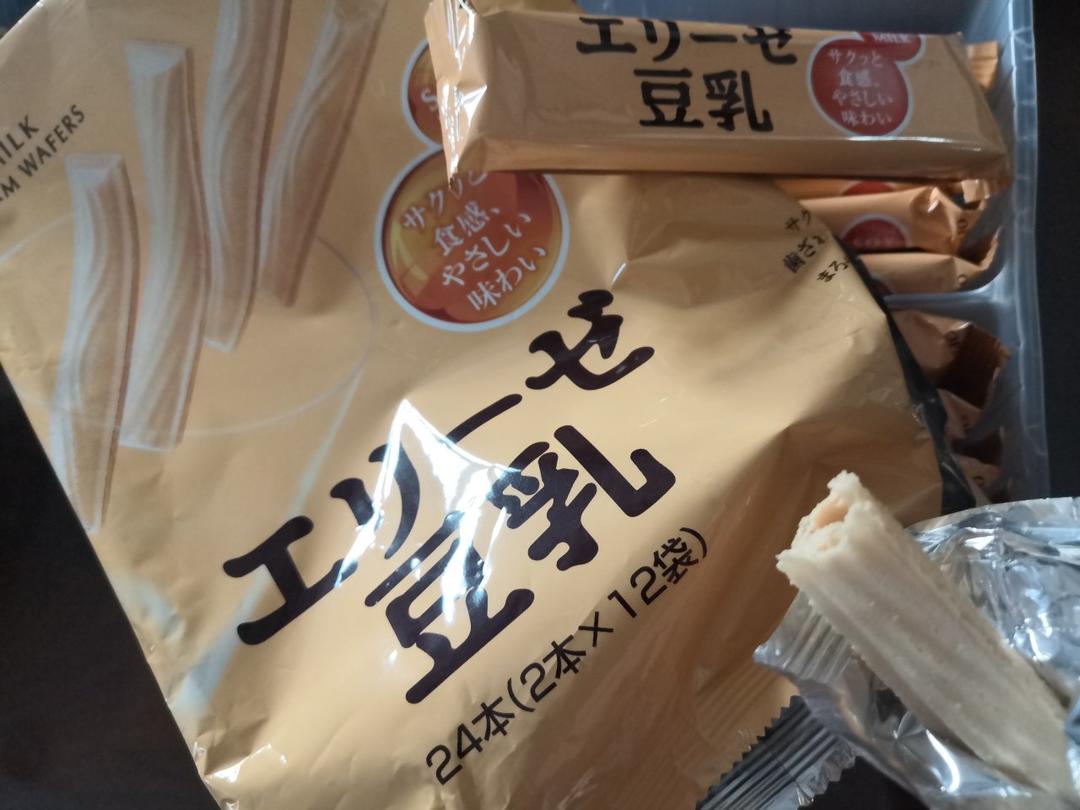 エリーゼ
豆乳
MILK
サクッと
食感、
やさしい
味わい
MILK
WAFERS
サクッと
食感、
やさしい
味わい
エリーゼ
豆乳
24本(2本×12袋)